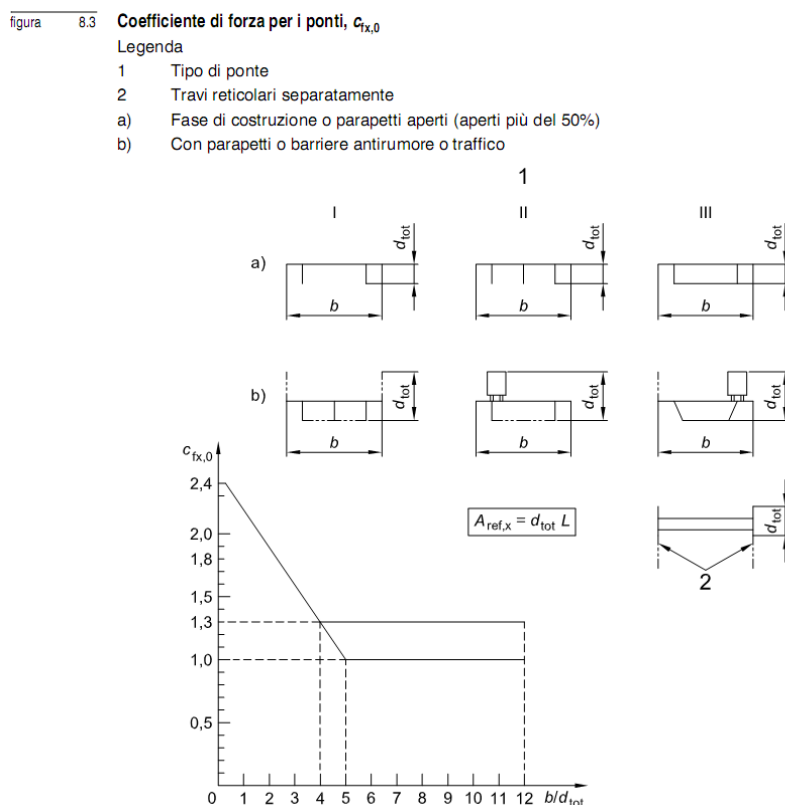 figura 8.3 Coefficiente di forza per i ponti, cfx,0
Legenda
1 Tipo di ponte
2 Travi reticolari separatamente
a) Fase di costruzione o parapetti aperti (aperti più del 50%)
b) Con parapetti o barriere antirumore o traffico
1
I II III
a) b dtot b dtot b dtot
b) b dtot b dtot b dtot
cfx,0
2,4
Aref,x = dtot L
dtot
2,0
1,8
2
1,5
1,3
1,0
0,5
0 1 2 3 4 5 6 7 8 9 10 11 12 b/dtot